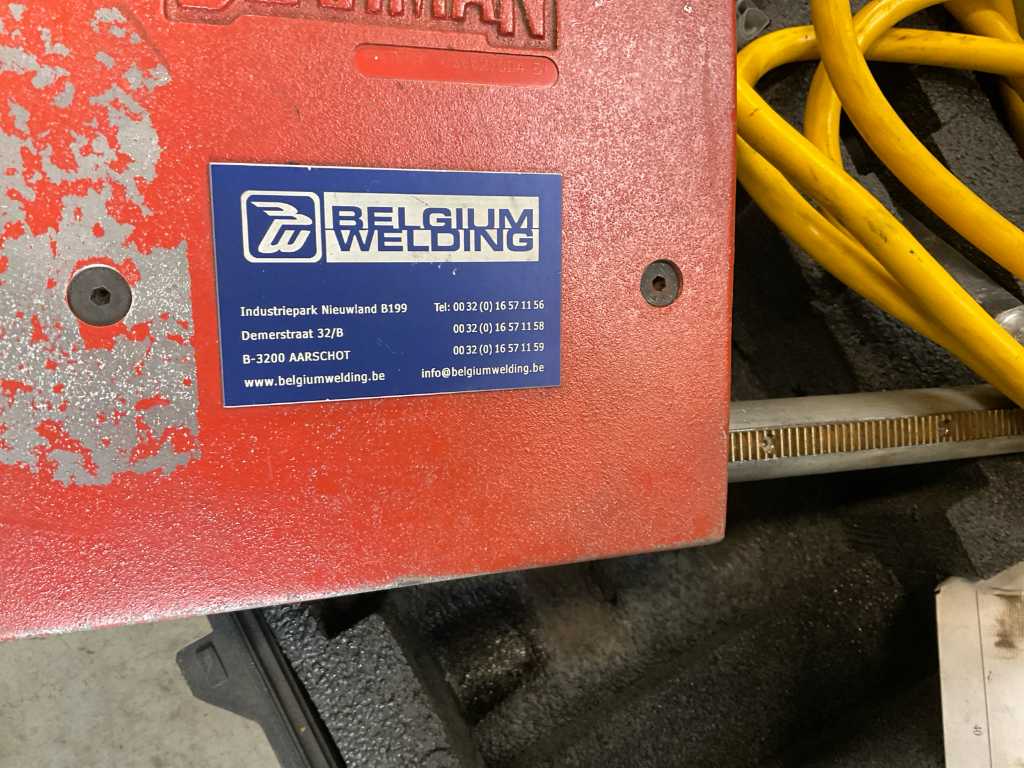 BELGIUM
WELDING
Industriepark Nieuwland B199
Demerstraat 32/B
B-3200 AARSCHOT
www.belgiumwelding.be
Tel: 00 32 (0) 16 57 11 56
00 32 (0) 16 57 11 58
00 32 (0) 16 57 11 59
info@belgiumwelding.be
40